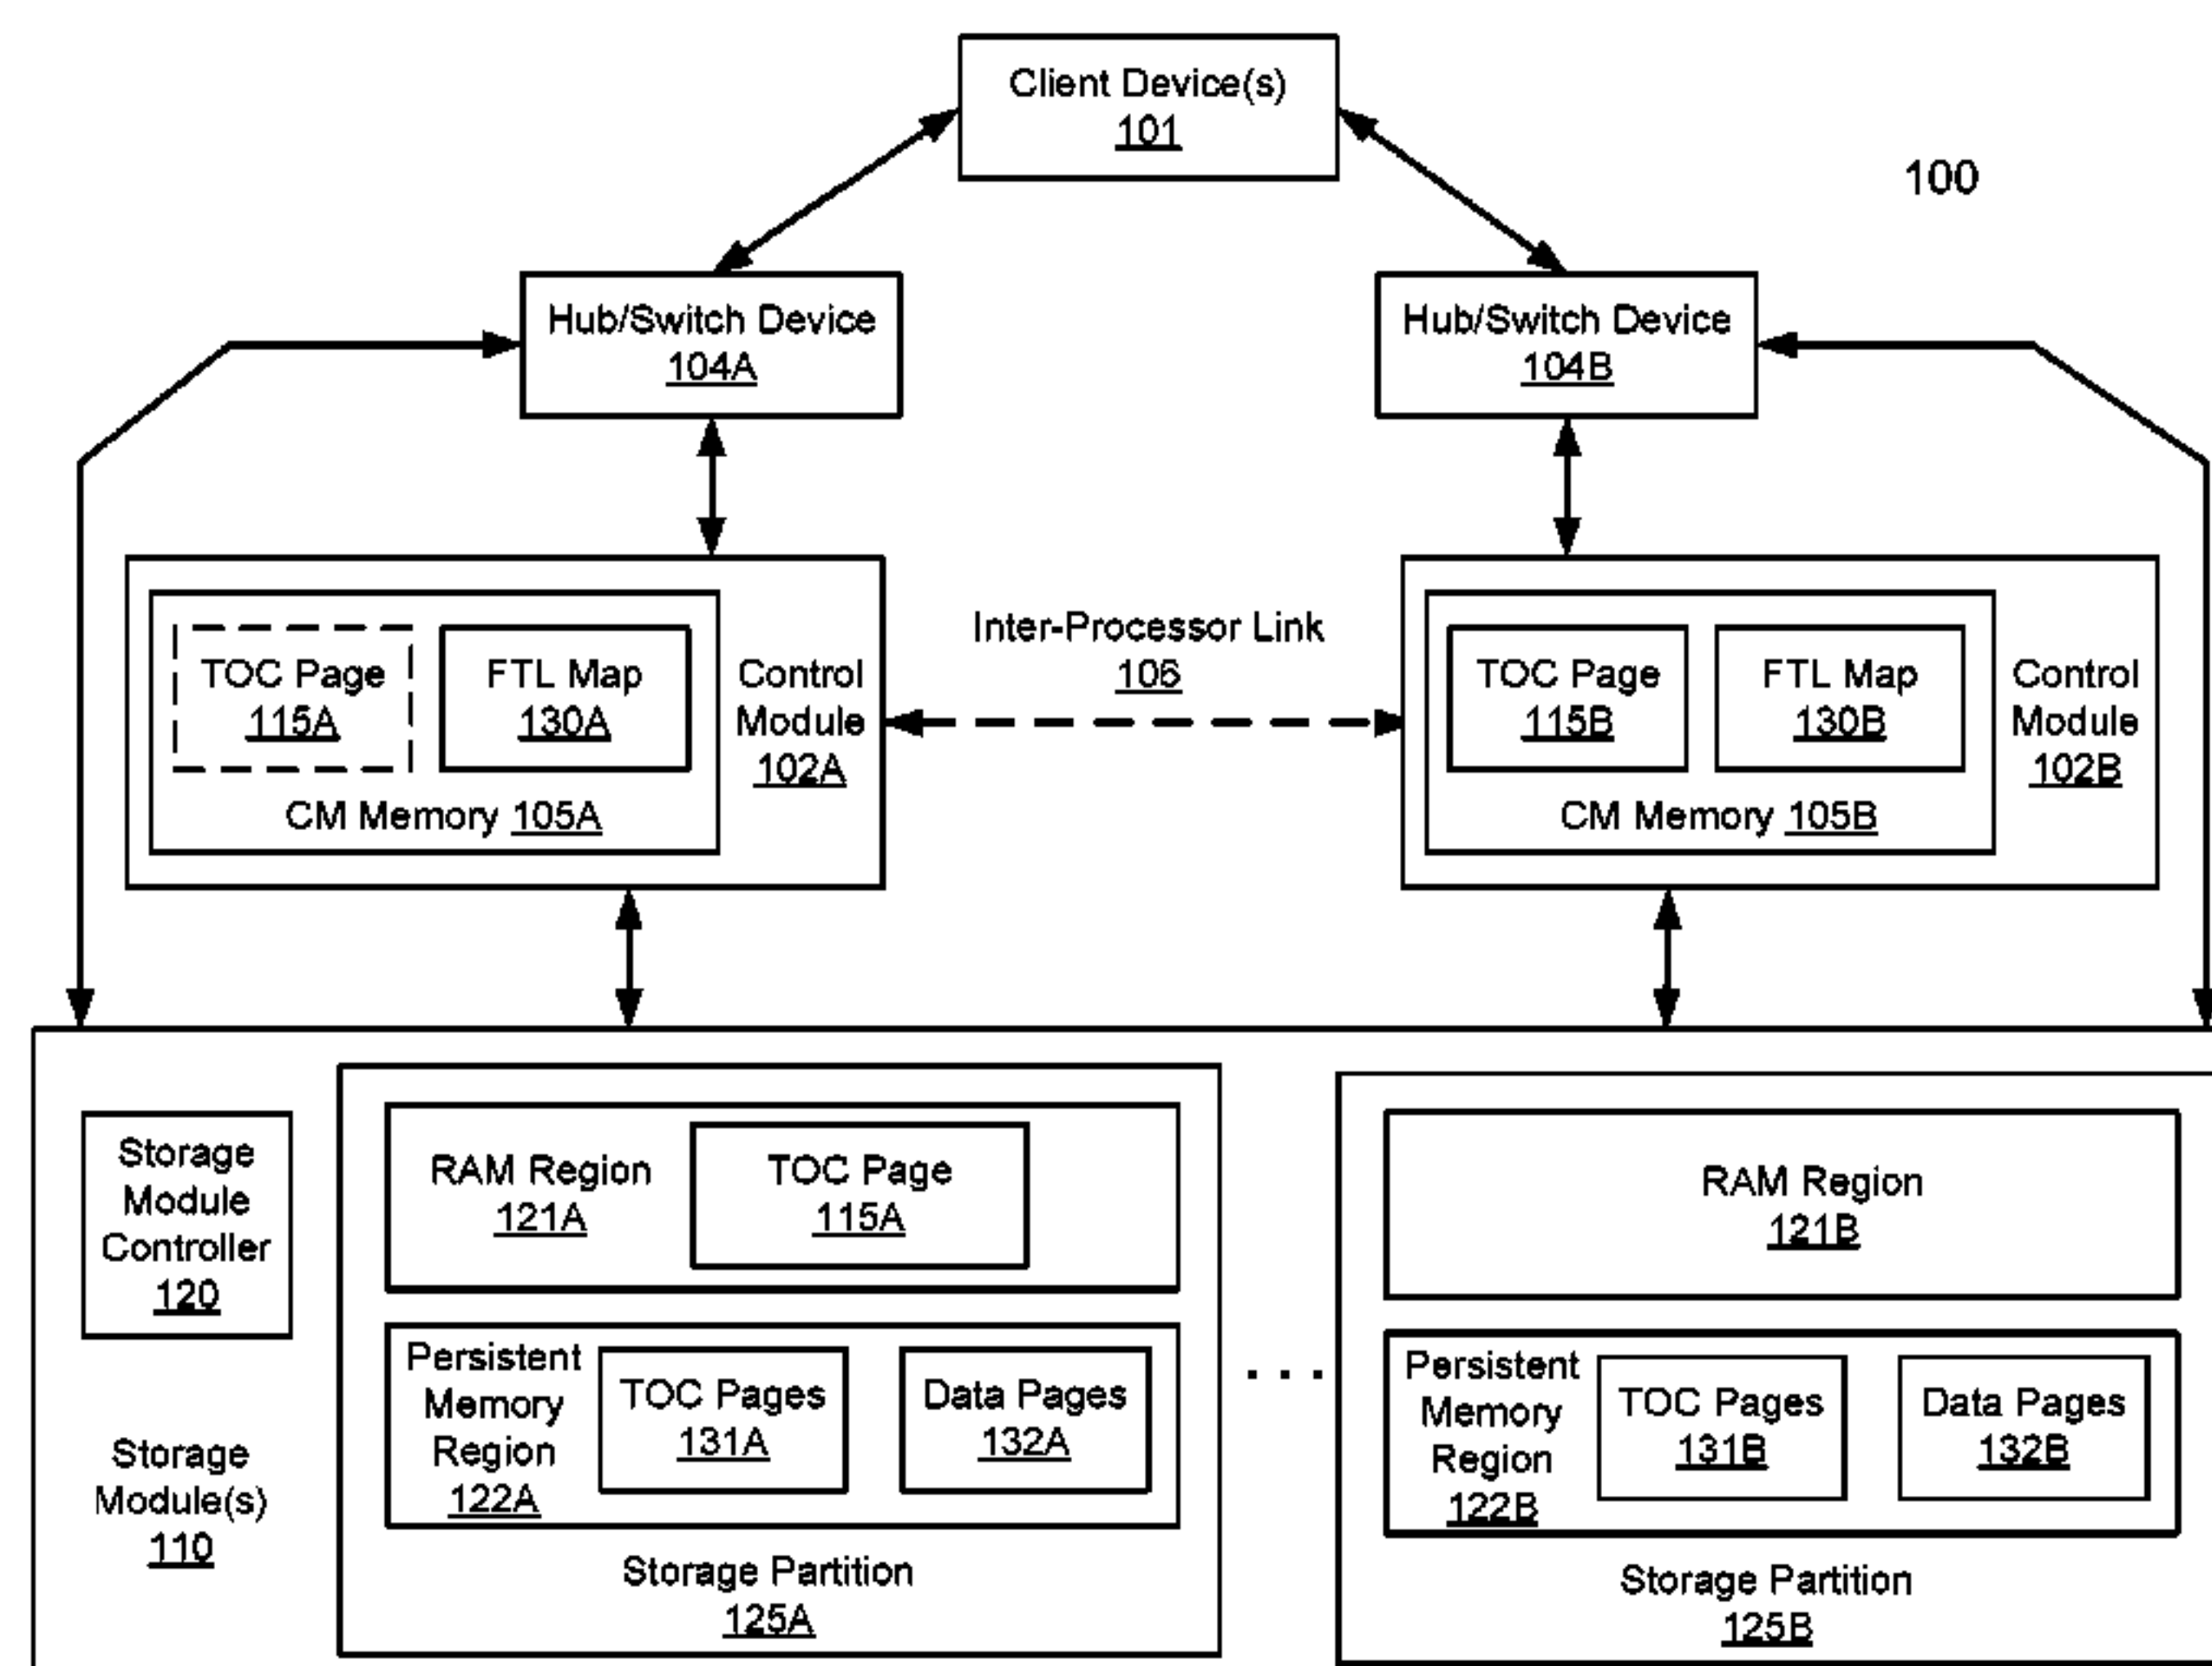 Client Device(s)
101
100
Hub/Switch Device
104A
Hub/Switch Device
104B
TOC Page
115A
FTL Map
130A
CM Memory 105A
Control
Module
102A
Inter-Processor Link
106
TOC Page
115B
FTL Map
130B
CM Memory 105B
Control
Module
102B
Storage
Module
Controller
120
Storage
Module(s)
110
RAM Region
121A
TOC Page
115A
Persistent
Memory
Region
122A
TOC Pages
131A
Data Pages
132A
Storage Partition
125A
. . .
RAM Region
121B
Persistent
Memory
Region
122B
TOC Pages
131B
Data Pages
132B
Storage Partition
125B